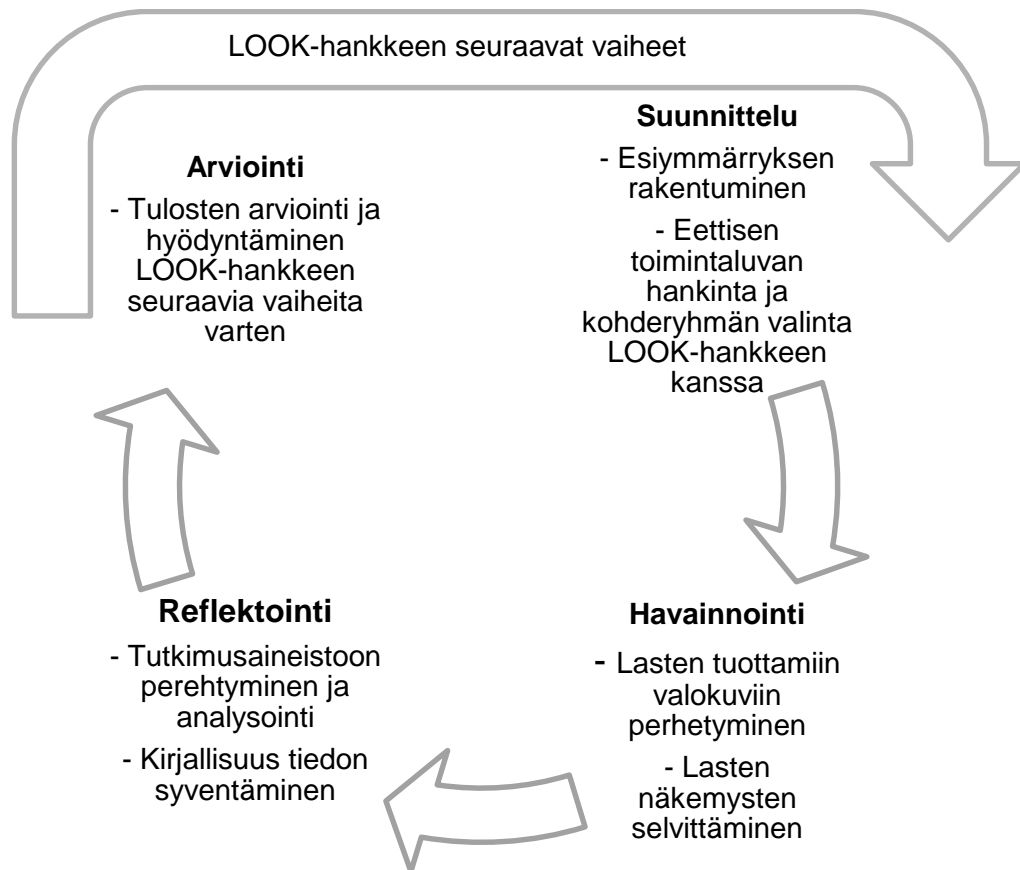 LOOK-hankkeen seuraavat vaiheet
Suunnittelu
- Esiymmärryksen
rakentuminen
- Eettisen
toimintaluvan
hankinta ja
kohderyhmän valinta
LOOK-hankkeen
kanssa
Havainnointi
- Lasten tuottamiin
valokuviin
perhetyminen
- Lasten
näkemysten
selvittäminen
Reflektointi
- Tutkimusaineistoon
perehtyminen ja
analysointi
- Kirjallisuus tiedon
syventäminen
Arviointi
- Tulosten arviointi ja
hyödyntäminen
LOOK-hankkeen
seuraavia vaiheita
varten